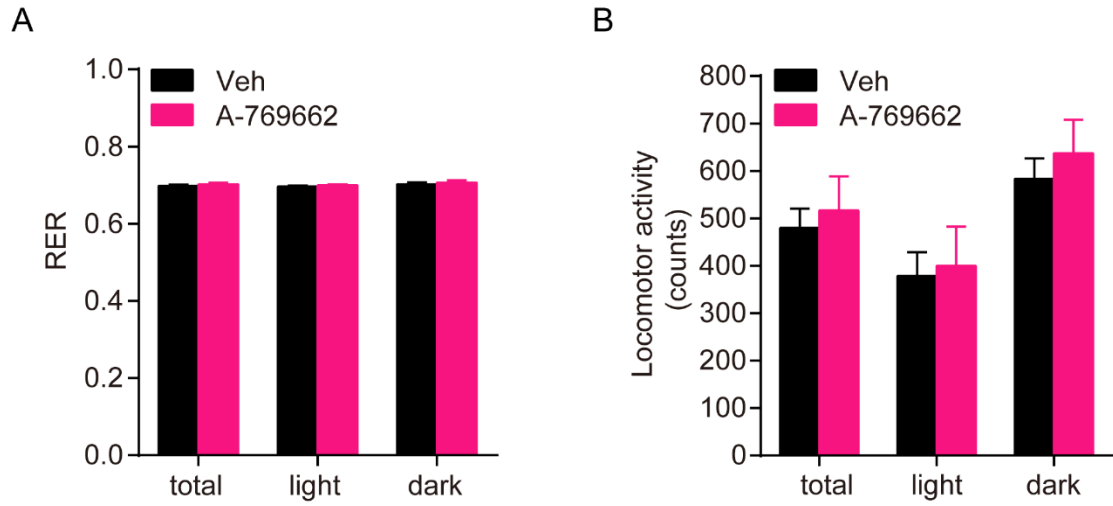 A
RER
1.0
0.8
0.6
0.4
0.2
0.0
Veh
A-769662
total light dark
B
Locomotor activity
(counts)
800
700
600
500
400
300
200
100
0
Veh
A-769662
total light dark